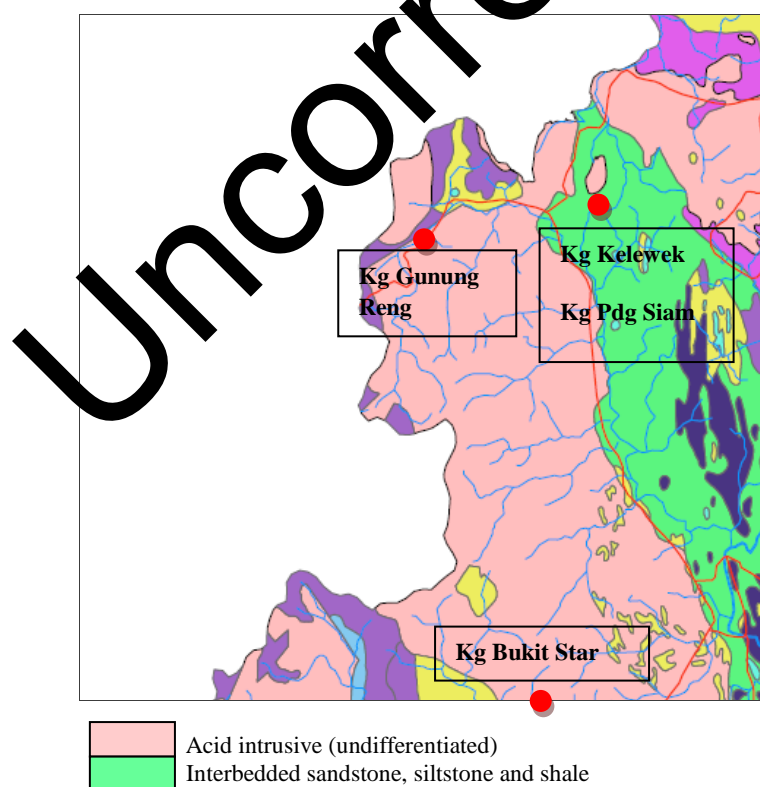 Uncorre
Kg Kelewek
Kg Gunung
Reng
Kg Pdg Siam
Kg Bukit Star
Acid intrusive (undifferentiated)
Interbedded sandstone, siltstone and shale